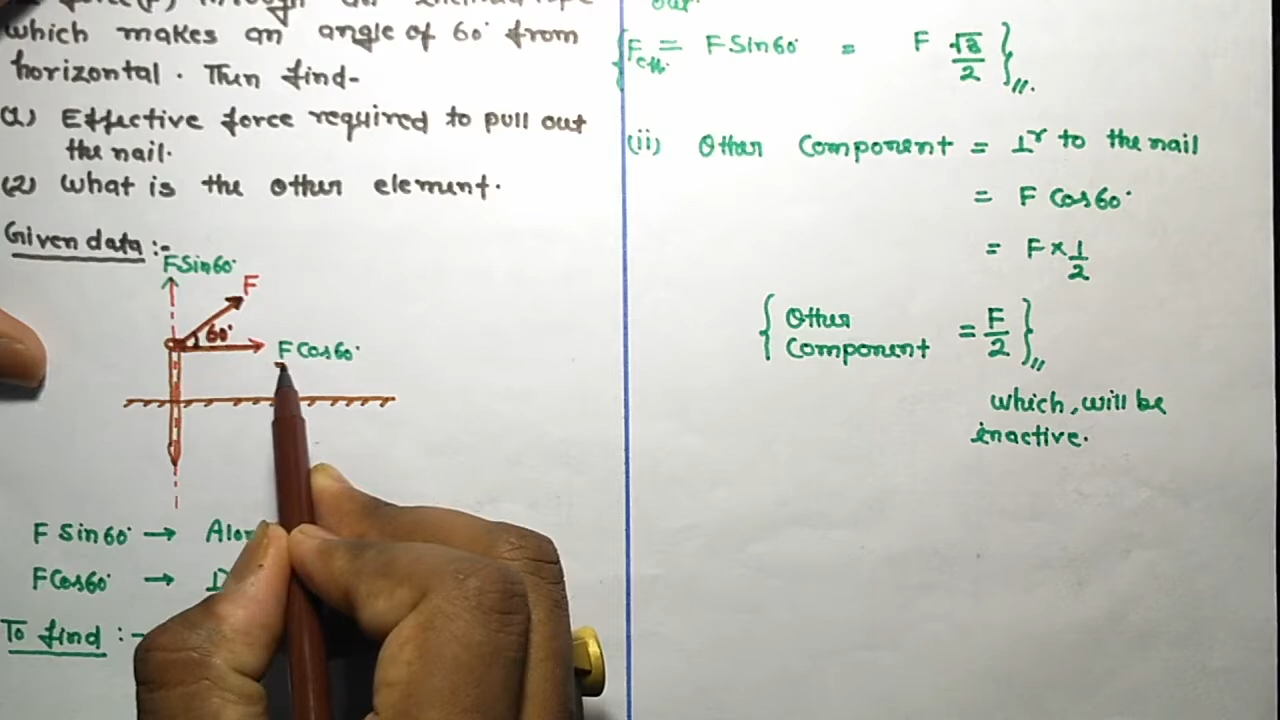 which makes an angle of 60° from
horizontal. Then find-
(1) Effective force required to pull out
the nail.
(2) What is the other element.
Given data :-
F Sin60°
F
60°
F Cos60°
F Sin60° →
F Cos60° →
To find :-
{F eff. = F Sin60° = F √3/2}
(ii) Other Component = ⊥r to the nail
= F Cos60°
= F × 1/2
{Other Component = F/2}
which, will be
inactive.